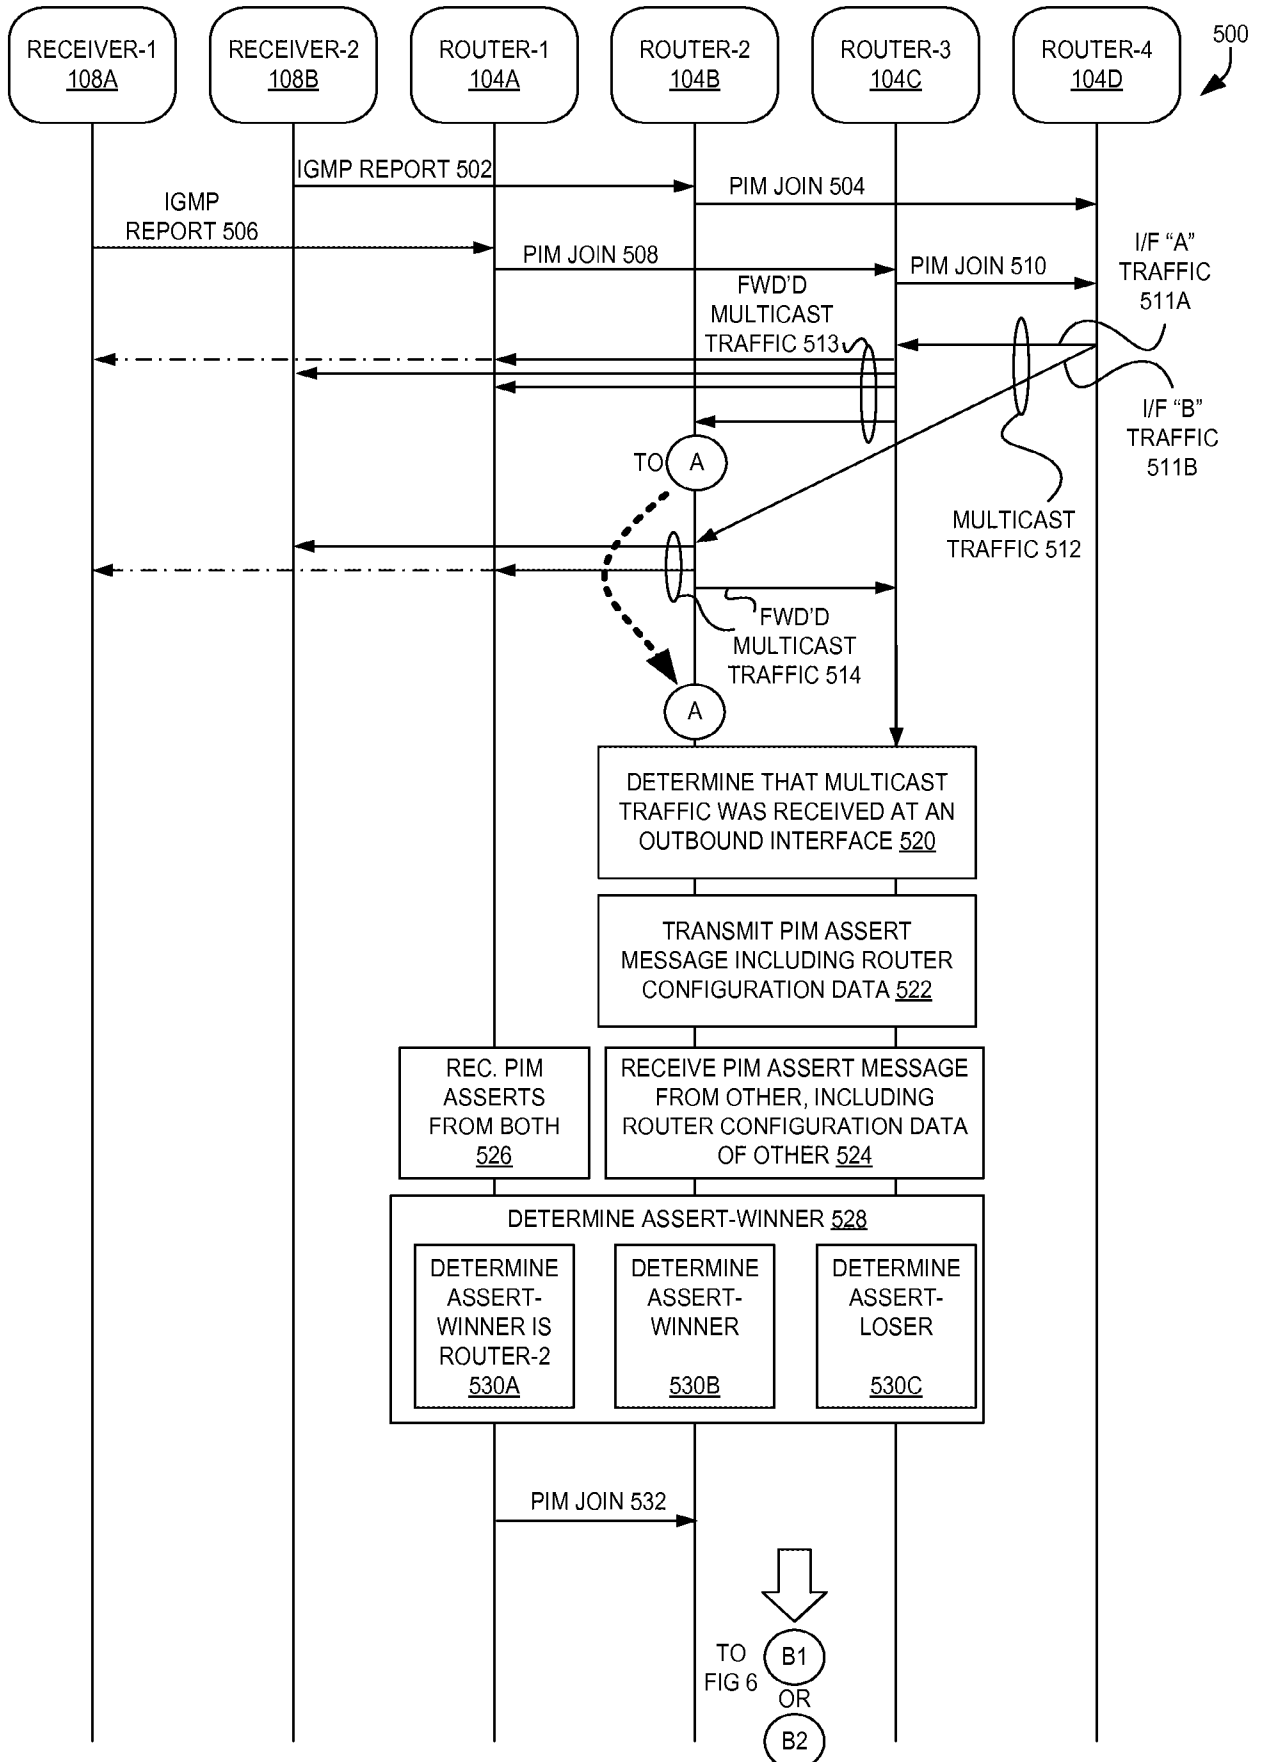 RECEIVER-1
108A
RECEIVER-2
108B
ROUTER-1
104A
ROUTER-2
104B
ROUTER-3
104C
ROUTER-4
104D
500
IGMP REPORT 502
PIM JOIN 504
IGMP
REPORT 506
PIM JOIN 508
PIM JOIN 510
I/F “A”
TRAFFIC
511A
FWD’D
MULTICAST
TRAFFIC 513
I/F “B”
TRAFFIC
511B
TO
A
MULTICAST
TRAFFIC 512
FWD’D
MULTICAST
TRAFFIC 514
A
DETERMINE THAT MULTICAST
TRAFFIC WAS RECEIVED AT AN
OUTBOUND INTERFACE 520
TRANSMIT PIM ASSERT
MESSAGE INCLUDING ROUTER
CONFIGURATION DATA 522
REC. PIM
ASSERTS
FROM BOTH
526
RECEIVE PIM ASSERT MESSAGE
FROM OTHER, INCLUDING
ROUTER CONFIGURATION DATA
OF OTHER 524
DETERMINE ASSERT-WINNER 528
DETERMINE
ASSERT-
WINNER IS
ROUTER-2
530A
DETERMINE
ASSERT-
WINNER
530B
DETERMINE
ASSERT-
LOSER
530C
PIM JOIN 532
TO
FIG 6
B1
OR
B2